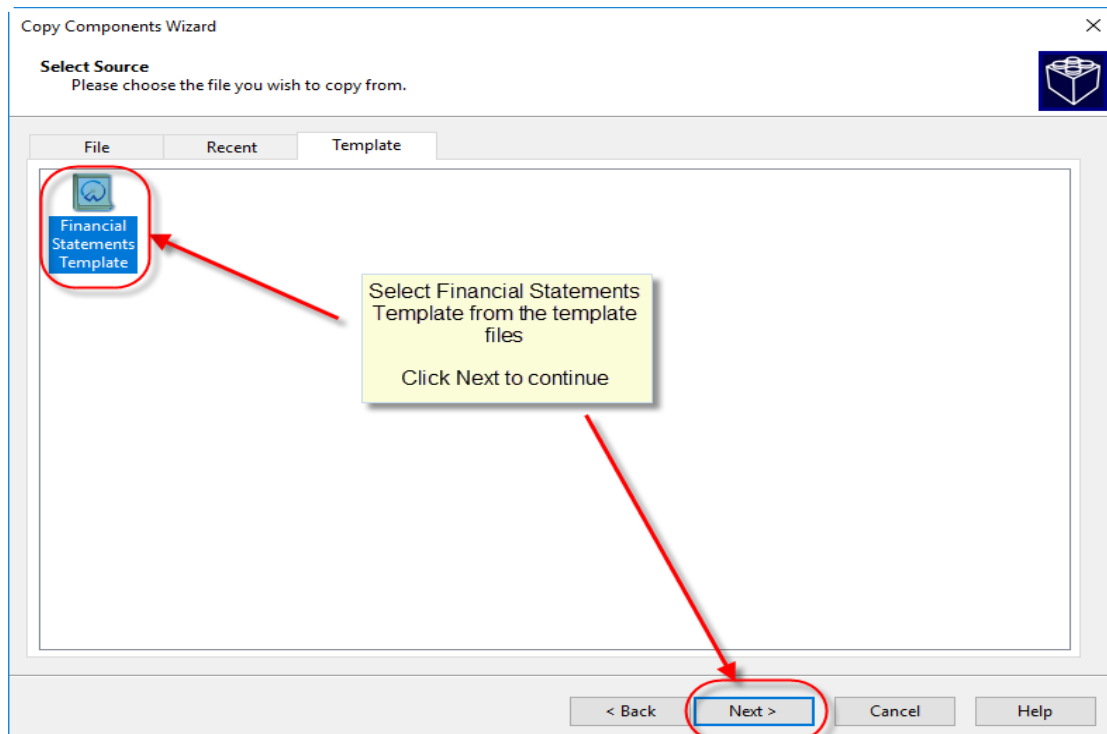 Copy Components Wizard
Select Source
Please choose the file you wish to copy from.
File
Recent
Template
Financial
Statements
Template
Select Financial Statements
Template from the template
files
Click Next to continue
< Back
Next >
Cancel
Help